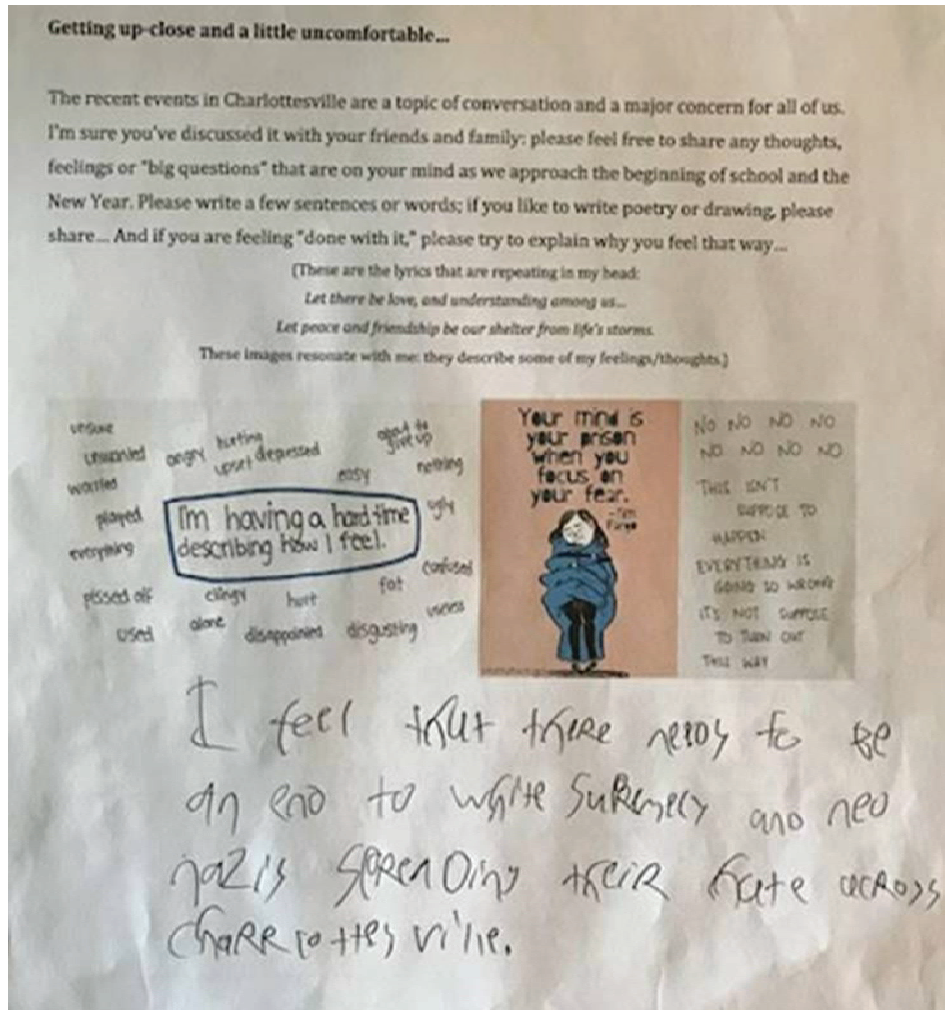 Getting up-close and a little uncomfortable...
The recent events in Charlottesville are a topic of conversation and a major concern for all of us.
I'm sure you've discussed it with your friends and family; please feel free to share any thoughts,
feelings or "big questions" that are on your mind as we approach the beginning of school and the
New Year. Please write a few sentences or words; if you like to write poetry or drawing, please
share... And if you are feeling "done with it," please try to explain why you feel that way...
(These are the lyrics that are repeating in my head:
Let there be love, and understanding among us...
Let peace and friendship be our shelter from life's storms.
These images resonate with me: they describe some of my feelings/thoughts.)
unsure
unwanted
worried
played
everything
pissed off
used
angry
hurting
upset
depressed
easy
about to
give up
nothing
ugly
I'm having a hard time
describing how I feel.
confused
fat
clingy
hurt
alone
disappointed
disgusting
useless
Your mind is
your prison
when you
focus on
your fear.
NO NO NO NO
NO NO NO NO
THIS ISN'T
SUPPOSE TO
HAPPEN
EVERYTHING IS
GOING SO WRONG
IT'S NOT SUPPOSE
TO TURN OUT
THIS WAY
I feel that there needs to be
an end to white
and neo
nazis spreading their hate across